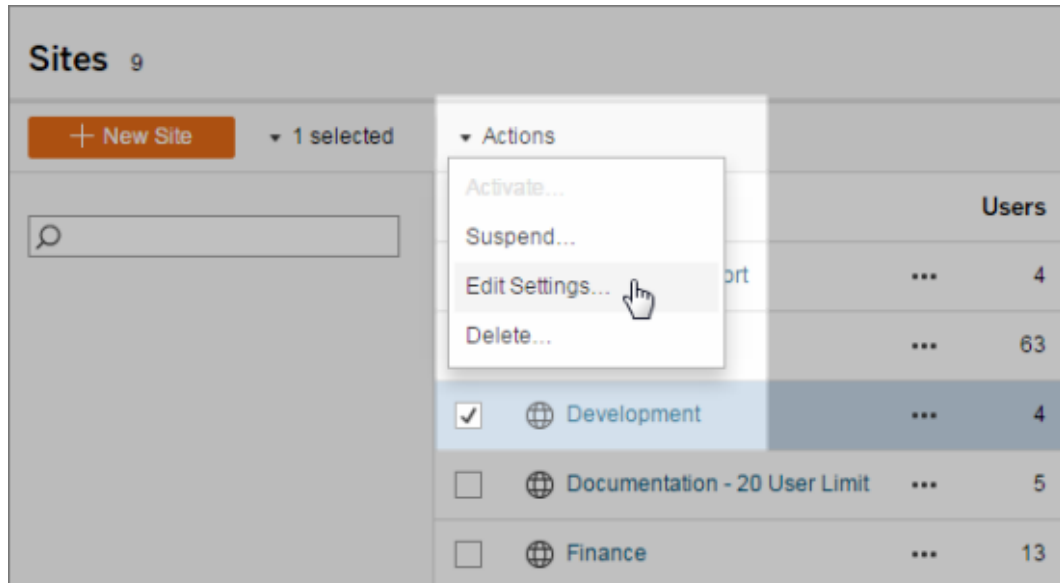 Sites 9
+ New Site
1 selected
Actions
Activate...
Suspend...
Edit Settings...
Delete...
Users
ort ... 4
... 63
Development ... 4
Documentation - 20 User Limit ... 5
Finance ... 13